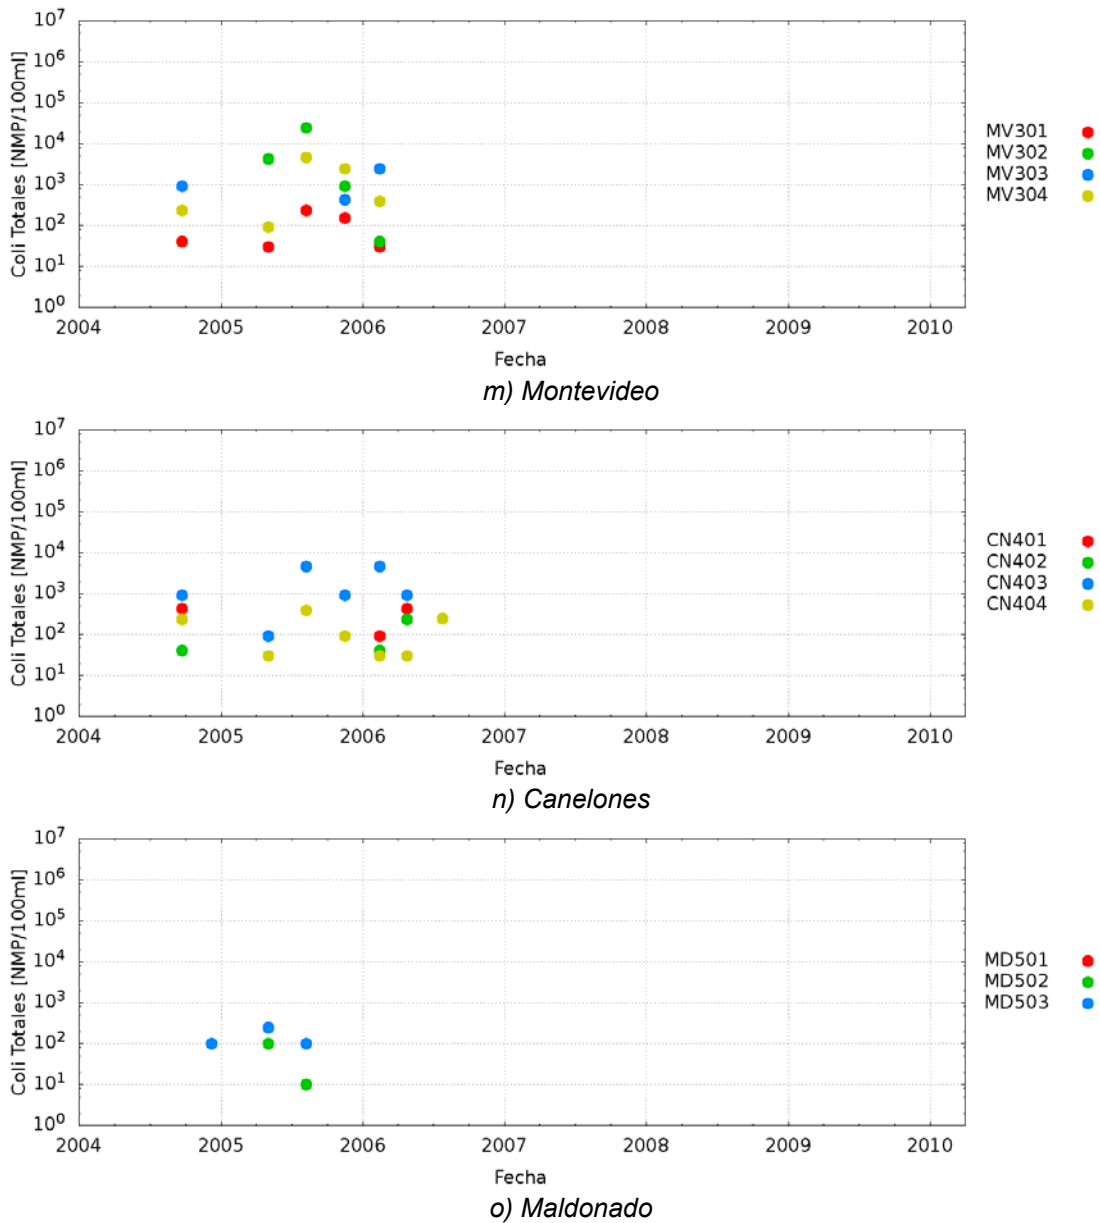 10⁷
10⁶
10⁵
10⁴
10³
10²
10¹
10⁰
Coli Totales [NMP/100ml]
2004 2005 2006 2007 2008 2009 2010
Fecha
MV301
MV302
MV303
MV304
m) Montevideo
10⁷
10⁶
10⁵
10⁴
10³
10²
10¹
10⁰
Coli Totales [NMP/100ml]
2004 2005 2006 2007 2008 2009 2010
Fecha
CN401
CN402
CN403
CN404
n) Canelones
10⁷
10⁶
10⁵
10⁴
10³
10²
10¹
10⁰
Coli Totales [NMP/100ml]
2004 2005 2006 2007 2008 2009 2010
Fecha
MD501
MD502
MD503
o) Maldonado